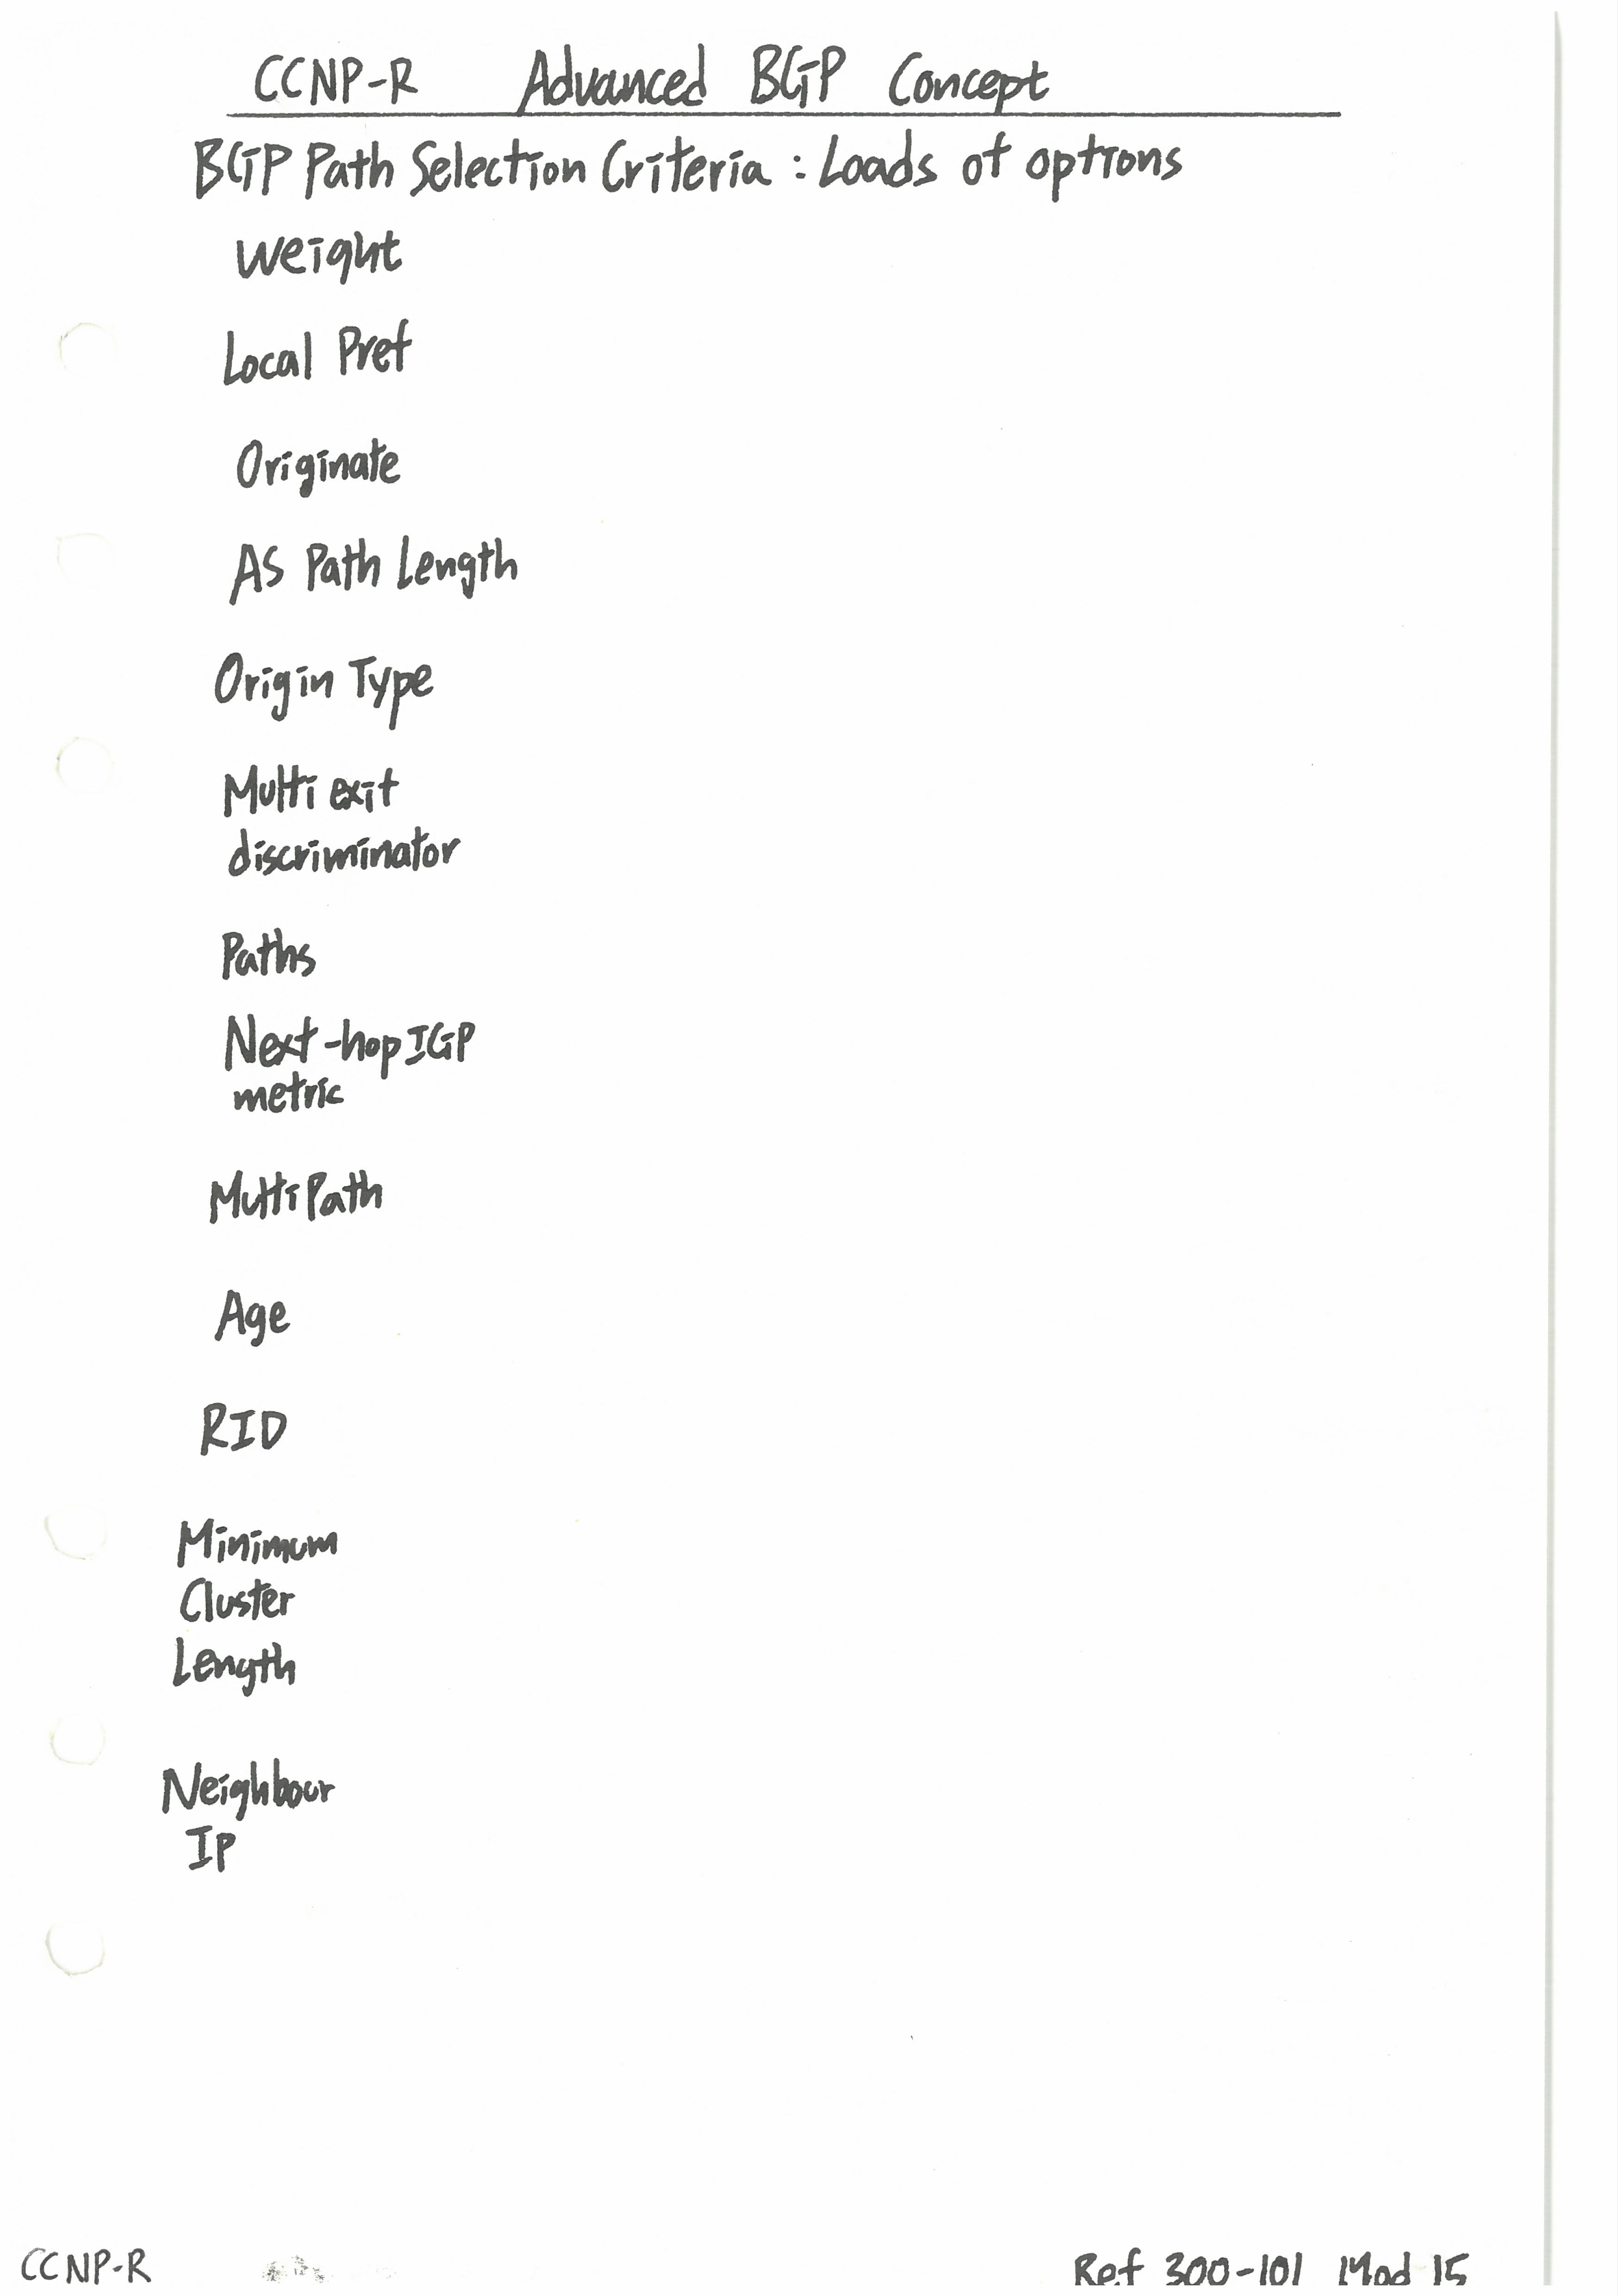 CCNP-R Advanced BGP Concept
BGP Path Selection Criteria : Loads of options
Weight
Local Pref
Originate
AS Path Length
Origin Type
Multi exit
discriminator
Paths
Next-hop IGP
metric
MultiPath
Age
RID
Minimum
Cluster
Length
Neighbour
IP
CCNP-R Ref 300-101 Mod 15